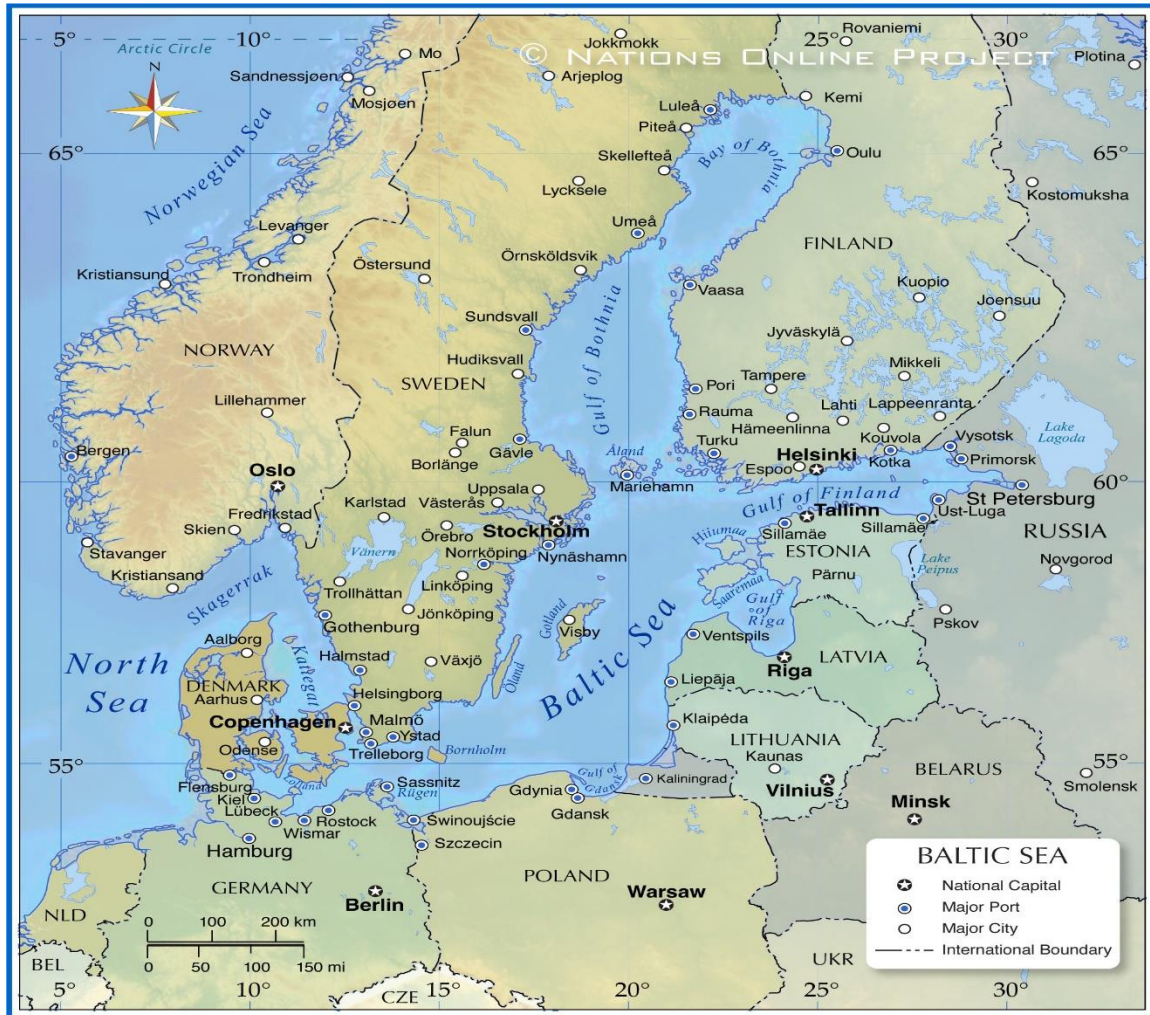 5°
10°
25°
30°
Arctic Circle
© Nations Online Project
Rovaniemi
Jokkmokk
Mo
Plotina
Sandnessjøen
Arjeplog
Mosjøen
Luleå
Kemi
Piteå
Bay of Bothnia
Oulu
65°
65°
Skellefteå
Norwegian Sea
Lycksele
Kostomuksha
Levanger
Umeå
FINLAND
Kristiansund
Trondheim
Östersund
Örnsköldsvik
Vaasa
Kuopio
Joensuu
Sundsvall
Gulf of Bothnia
Jyväskylä
NORWAY
Hudiksvall
SWEDEN
Mikkeli
Tampere
Pori
Lillehammer
Rauma
Lahti
Lappeenranta
Hämeenlinna
Falun
Borlänge
Gävle
Turku
Kouvola
Vysotsk
Lake
Lagoda
Bergen
Oslo
Åland
Helsinki
Espoo
Kotka
Primorsk
Mariehamn
60°
Uppsala
Gulf of Finland
St Petersburg
Fredrikstad
Karlstad
Västerås
Tallinn
Ust-Luga
Skien
Örebro
Stockholm
Sillamäe
Sillamäe
RUSSIA
Stavanger
Vänern
Norrköping
Nynäshamn
Hiiumaa
ESTONIA
Lake
Peipus
Novgorod
Kristiansand
Trollhättan
Linköping
Saaremaa
Pärnu
Skagerrak
Jönköping
Gotland
Visby
Gulf
of
Riga
Pskov
Gothenburg
Aalborg
Ventspils
North
Sea
Kattegat
Halmstad
Växjö
Öland
Baltic Sea
Riga
LATVIA
DENMARK
Aarhus
Helsingborg
Liepāja
Copenhagen
Malmö
Ystad
Klaipėda
Odense
Trelleborg
Bornholm
LITHUANIA
Kaunas
55°
55°
BELARUS
Flensburg
Lolland
Sassnitz
Rügen
Gulf of
Gdansk
Kaliningrad
Vilnius
Smolensk
Kiel
Gdynia
Gdansk
Minsk
Lübeck
Wismar
Rostock
Świnoujście
Hamburg
Szczecin
GERMANY
POLAND
Warsaw
Berlin
NLD
BEL
CZE
UKR
0 100 200 km
0 50 100 150 mi
BALTIC SEA
National Capital
Major Port
Major City
International Boundary
5°
10°
15°
20°
25°
30°